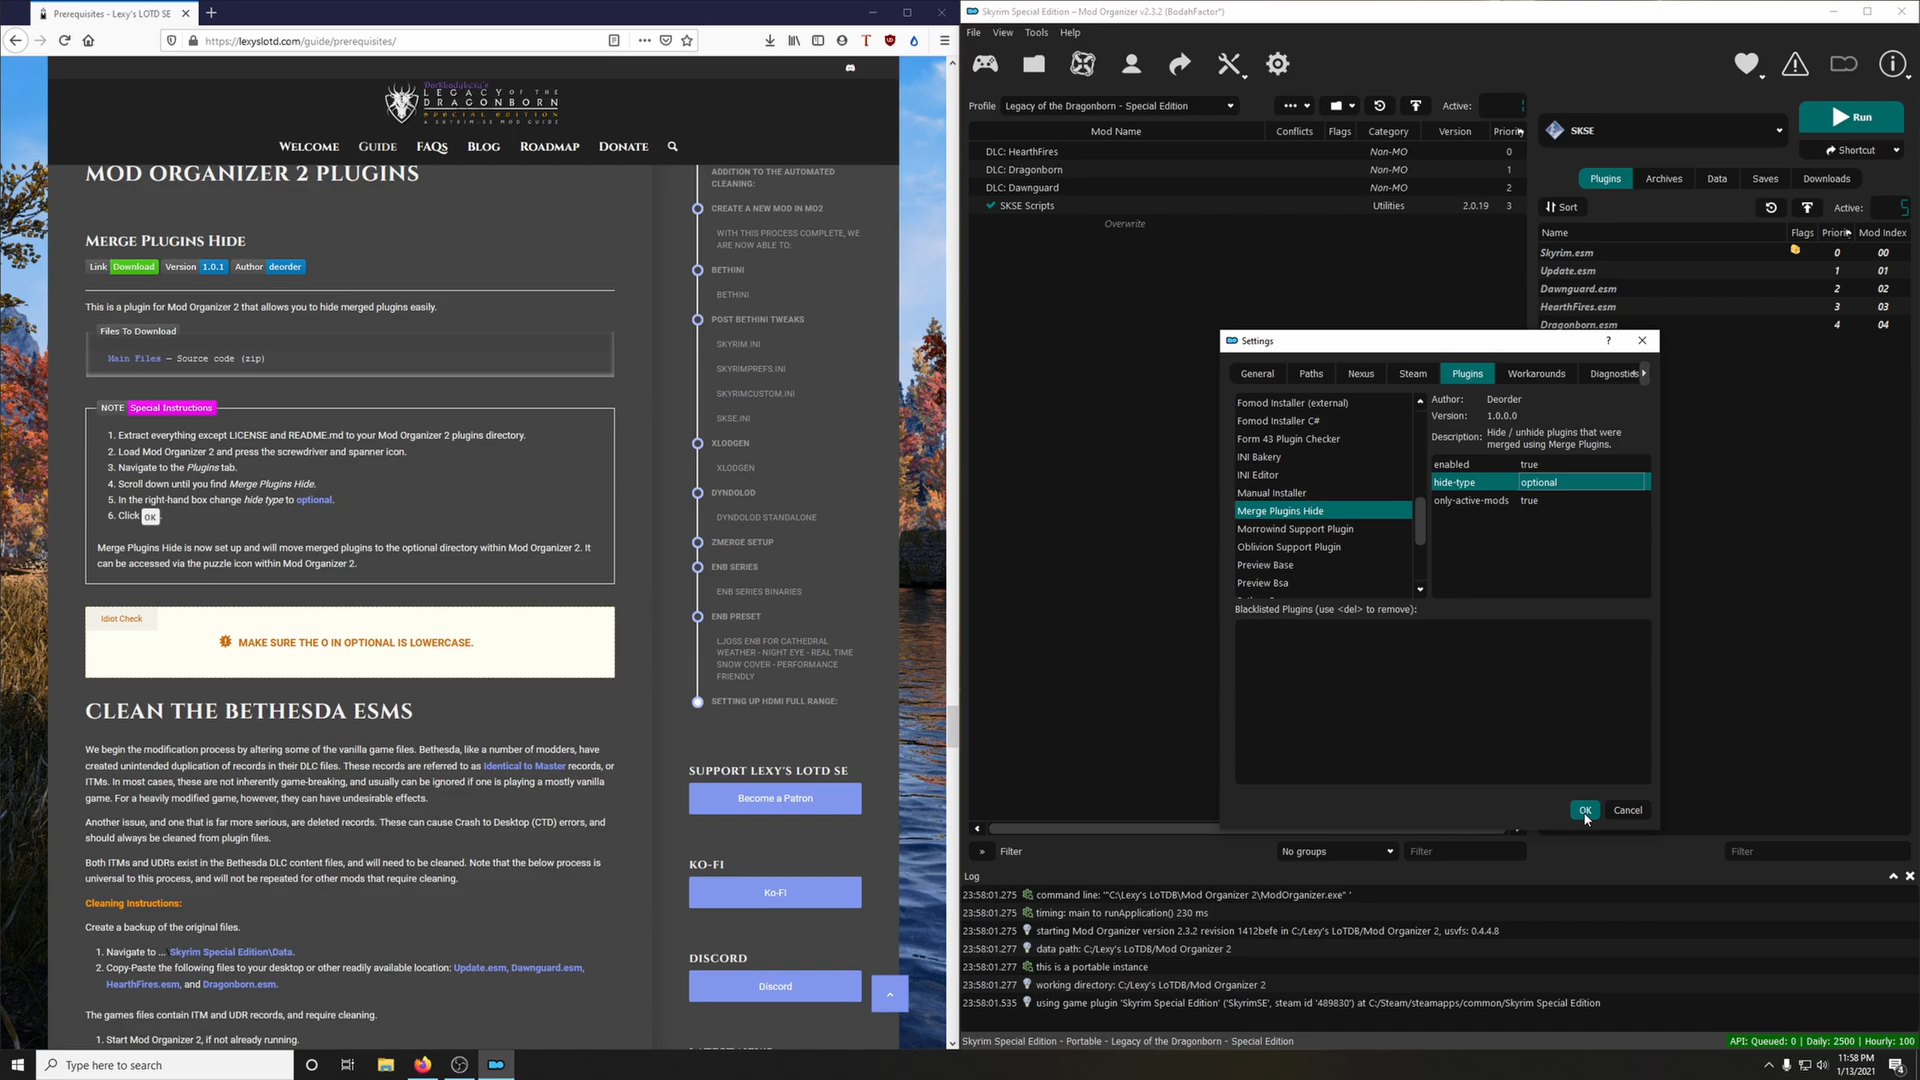 Prerequisites - Lexy's LOTD SE
https://lexyslotd.com/guide/prerequisites/
DarkladyLexy's
LEGACY OF THE
DRAGONBORN
SPECIAL EDITION
A SKYRIM:SE MOD GUIDE
WELCOME GUIDE FAQs BLOG ROADMAP DONATE
MOD ORGANIZER 2 PLUGINS
MERGE PLUGINS HIDE
Link Download Version 1.0.1 Author deorder
This is a plugin for Mod Organizer 2 that allows you to hide merged plugins easily.
Files To Download
Main Files – Source code (zip)
NOTE Special Instructions
1. Extract everything except LICENSE and README.md to your Mod Organizer 2 plugins directory.
2. Load Mod Organizer 2 and press the screwdriver and spanner icon.
3. Navigate to the Plugins tab.
4. Scroll down until you find Merge Plugins Hide.
5. In the right-hand box change hide type to optional.
6. Click OK.
Merge Plugins Hide is now set up and will move merged plugins to the optional directory within Mod Organizer 2. It
can be accessed via the puzzle icon within Mod Organizer 2.
Idiot Check
MAKE SURE THE O IN OPTIONAL IS LOWERCASE.
CLEAN THE BETHESDA ESMS
We begin the modification process by altering some of the vanilla game files. Bethesda, like a number of modders, have
created unintended duplication of records in their DLC files. These records are referred to as Identical to Master records, or
ITMs. In most cases, these are not inherently game-breaking, and usually can be ignored if one is playing a mostly vanilla
game. For a heavily modified game, however, they can have undesirable effects.
Another issue, and one that is far more serious, are deleted records. These can cause Crash to Desktop (CTD) errors, and
should always be cleaned from plugin files.
Both ITMs and UDRs exist in the Bethesda DLC content files, and will need to be cleaned. Note that the below process is
universal to this process, and will not be repeated for other mods that require cleaning.
Cleaning Instructions:
Create a backup of the original files.
1. Navigate to ... \Skyrim Special Edition\Data.
2. Copy-Paste the following files to your desktop or other readily available location: Update.esm, Dawnguard.esm,
HearthFires.esm, and Dragonborn.esm.
The games files contain ITM and UDR records, and require cleaning.
1. Start Mod Organizer 2, if not already running.
ADDITION TO THE AUTOMATED
CLEANING:
CREATE A NEW MOD IN MO2
WITH THIS PROCESS COMPLETE, WE
ARE NOW ABLE TO:
BETHINI
BETHINI
POST BETHINI TWEAKS
SKYRIM.INI
SKYRIMPREFS.INI
SKYRIMCUSTOM.INI
SKSE.INI
XLODGEN
XLODGEN
DYNDOLOD
DYNDOLOD STANDALONE
ZMERGE SETUP
ENB SERIES
ENB SERIES BINARIES
ENB PRESET
LJOSS ENB FOR CATHEDRAL
WEATHER - NIGHT EYE - REAL TIME
SNOW COVER - PERFORMANCE
FRIENDLY
SETTING UP HDMI FULL RANGE:
SUPPORT LEXY'S LOTD SE
Become a Patron
KO-FI
Ko-FI
DISCORD
Discord
Skyrim Special Edition – Mod Organizer v2.3.2 (BodahFactor*)
File View Tools Help
Profile Legacy of the Dragonborn - Special Edition Active:
Mod Name Conflicts Flags Category Version Priority
DLC: HearthFires Non-MO 0
DLC: Dragonborn Non-MO 1
DLC: Dawnguard Non-MO 2
SKSE Scripts Utilities 2.0.19 3
Overwrite
SKSE
Run
Shortcut
Plugins Archives Data Saves Downloads
Sort Active: 5
Name Flags Priority Mod Index
Skyrim.esm 0 00
Update.esm 1 01
Dawnguard.esm 2 02
HearthFires.esm 3 03
Dragonborn.esm 4 04
Settings
General Paths Nexus Steam Plugins Workarounds Diagnostics
Fomod Installer (external)
Fomod Installer C#
Form 43 Plugin Checker
INI Bakery
INI Editor
Manual Installer
Merge Plugins Hide
Morrowind Support Plugin
Oblivion Support Plugin
Preview Base
Preview Bsa
Author: Deorder
Version: 1.0.0.0
Description: Hide / unhide plugins that were
merged using Merge Plugins.
enabled true
hide-type optional
only-active-mods true
Blacklisted Plugins (use <del> to remove):
OK Cancel
» Filter No groups Filter Filter
Log
23:58:01.275 command line: '"C:\Lexy's LoTDB\Mod Organizer 2\ModOrganizer.exe" '
23:58:01.275 timing: main to runApplication() 230 ms
23:58:01.275 starting Mod Organizer version 2.3.2 revision 1412befe in C:/Lexy's LoTDB/Mod Organizer 2, usvfs: 0.4.4.8
23:58:01.277 data path: C:/Lexy's LoTDB/Mod Organizer 2
23:58:01.277 this is a portable instance
23:58:01.277 working directory: C:/Lexy's LoTDB/Mod Organizer 2
23:58:01.535 using game plugin 'Skyrim Special Edition' ('SkyrimSE', steam id '489830') at C:/Steam/steamapps/common/Skyrim Special Edition
Skyrim Special Edition - Portable - Legacy of the Dragonborn - Special Edition API: Queued: 0 | Daily: 2500 | Hourly: 100
Type here to search
11:58 PM
1/13/2021
4